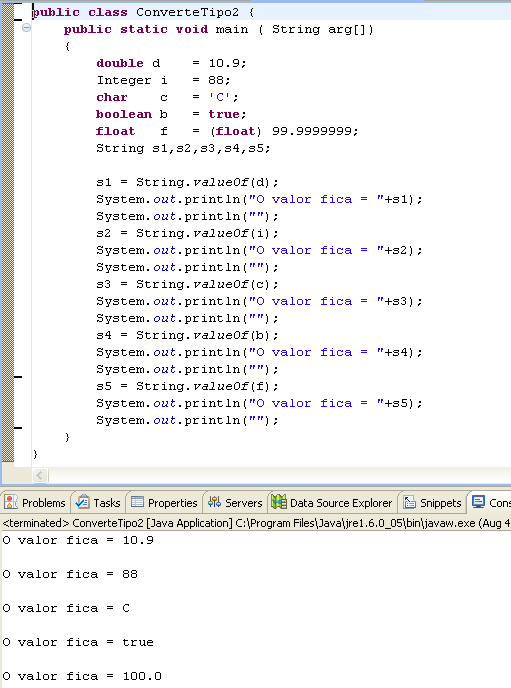 public class ConverteTipo2 {
public static void main ( String arg[])
{
double d    = 10.9;
Integer i   = 88;
char    c   = 'C';
boolean b   = true;
float   f   = (float) 99.9999999;
String s1,s2,s3,s4,s5;
s1 = String.valueOf(d);
System.out.println("O valor fica = "+s1);
System.out.println("");
s2 = String.valueOf(i);
System.out.println("O valor fica = "+s2);
System.out.println("");
s3 = String.valueOf(c);
System.out.println("O valor fica = "+s3);
System.out.println("");
s4 = String.valueOf(b);
System.out.println("O valor fica = "+s4);
System.out.println("");
s5 = String.valueOf(f);
System.out.println("O valor fica = "+s5);
System.out.println("");
}
}
Problems Tasks Properties Servers Data Source Explorer Snippets Cons
<terminated> ConverteTipo2 [Java Application] C:\Program Files\Java\jre1.6.0_05\bin\javaw.exe (Aug 4
O valor fica = 10.9
O valor fica = 88
O valor fica = C
O valor fica = true
O valor fica = 100.0